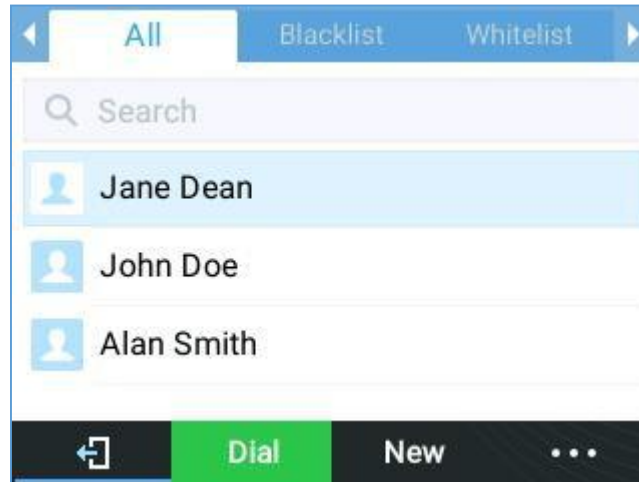 All Blacklist Whitelist
Search
Jane Dean
John Doe
Alan Smith
Dial New